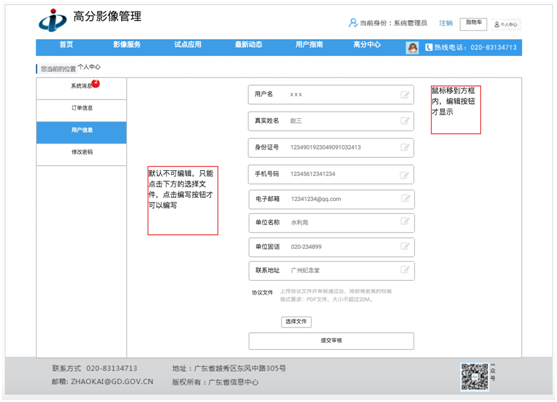 高分影像管理
当前身份：系统管理员
注销
购物车
个人中心
首页
影像服务
试点应用
最新动态
用户指南
高分中心
热线电话：020-83134713
您当前的位置
个人中心
系统消息
订单信息
用户信息
修改密码
用户名 x x x
真实姓名 赵三
身份证号 1234901923049091032413
手机号码 12345612341234
电子邮箱 12341234@qq.com
单位名称 水利局
单位固话 020-234899
联系地址 广州纪念堂
协议文件
上传协议文件并审核通过后，将获得更高的权限
格式要求：PDF文件，大小不超过20M。
选择文件
提交审核
默认不可编辑，只能
点击下方的选择文
件，点击编写按钮才
可以编写
鼠标移到方框
内，编辑按钮
才显示
联系方式 020-83134713
邮箱: ZHAOKAI@GD.GOV.CN
地址：广东省越秀区东风中路305号
版权所有：广东省信息中心
众
号